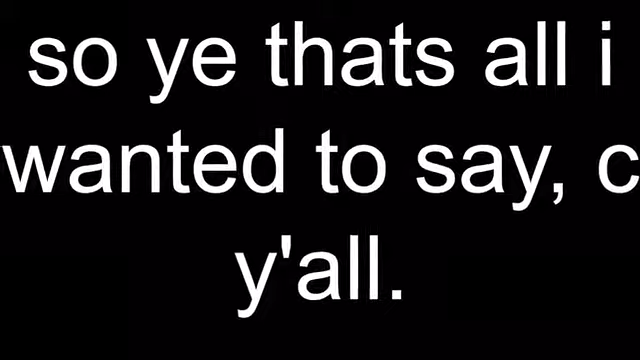 so ye thats all i
wanted to say, c
y'all.